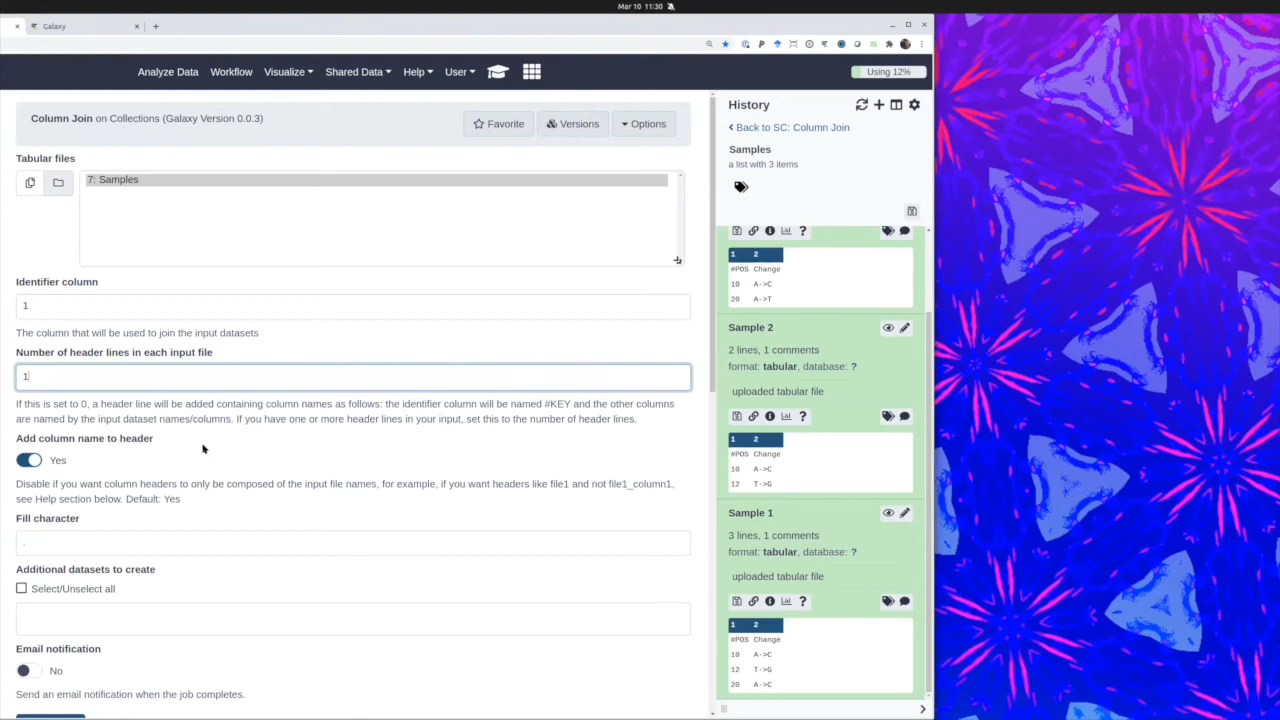 Mar 10 11:30
Galaxy
Analyze Data Workflow Visualize Shared Data Help User
Using 12%
Column Join on Collections (Galaxy Version 0.0.3)
Favorite
Versions
Options
Tabular files
7: Samples
Identifier column
1
The column that will be used to join the input datasets
Number of header lines in each input file
1
If this is set to 0, a header line will be added containing column names as follows: the identifier column will be named #KEY and the other columns
are named by the input dataset names/columns. If you have one or more header lines in your input, set this to the number of header lines.
Add column name to header
Yes
Disable if you want column headers to only be composed of the input file names, for example, if you want headers like file1 and not file1_column1,
see Help section below. Default: Yes
Fill character
.
Additional datasets to create
Select/Unselect all
Email notification
No
Send an email notification when the job completes.
History
Back to SC: Column Join
Samples
a list with 3 items
1 2
#POS Change
10 A->C
20 A->T
Sample 2
2 lines, 1 comments
format: tabular, database: ?
uploaded tabular file
1 2
#POS Change
10 A->C
12 T->G
Sample 1
3 lines, 1 comments
format: tabular, database: ?
uploaded tabular file
1 2
#POS Change
10 A->C
12 T->G
20 A->C